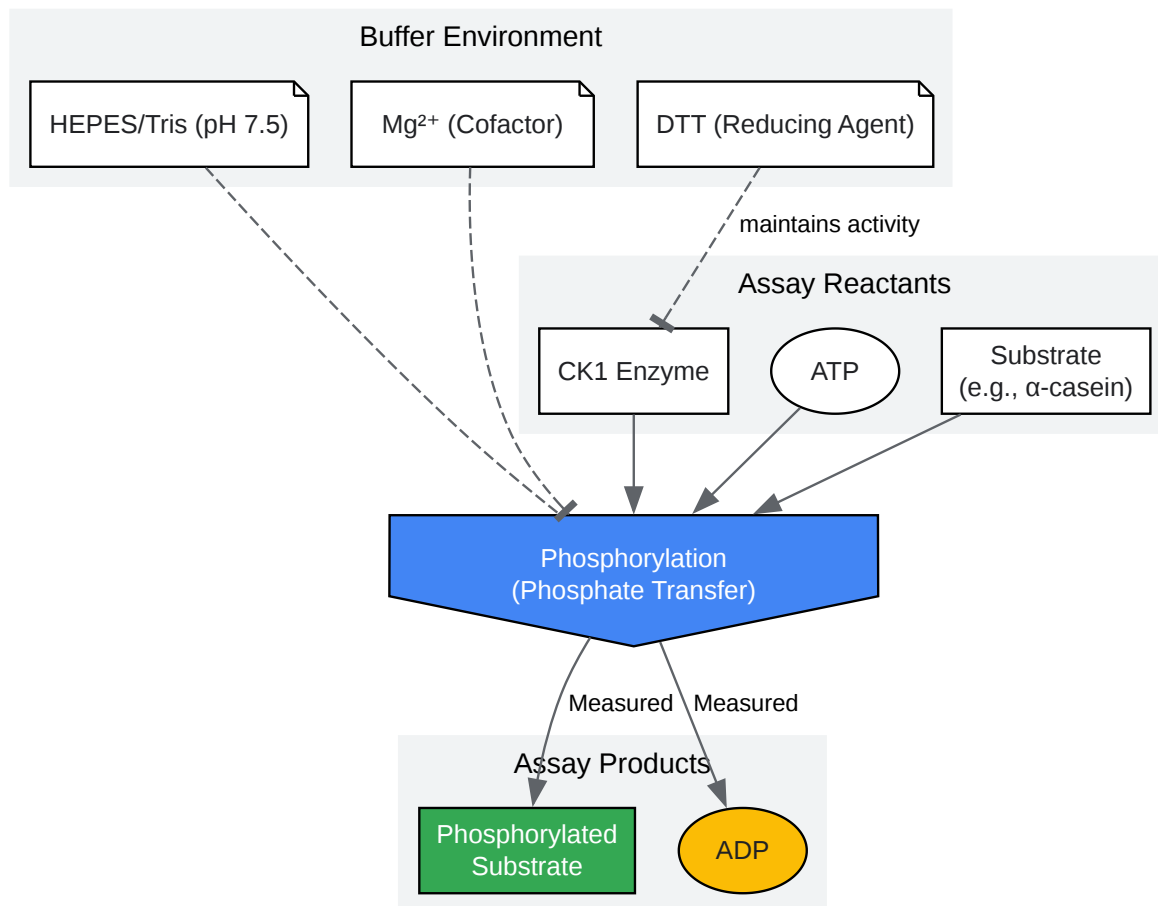 Buffer Environment
HEPES/Tris (pH 7.5)
Mg²⁺ (Cofactor)
DTT (Reducing Agent)
maintains activity
Assay Reactants
CK1 Enzyme
ATP
Substrate
(e.g., α-casein)
Phosphorylation
(Phosphate Transfer)
Measured
Measured
Assay Products
Phosphorylated
Substrate
ADP